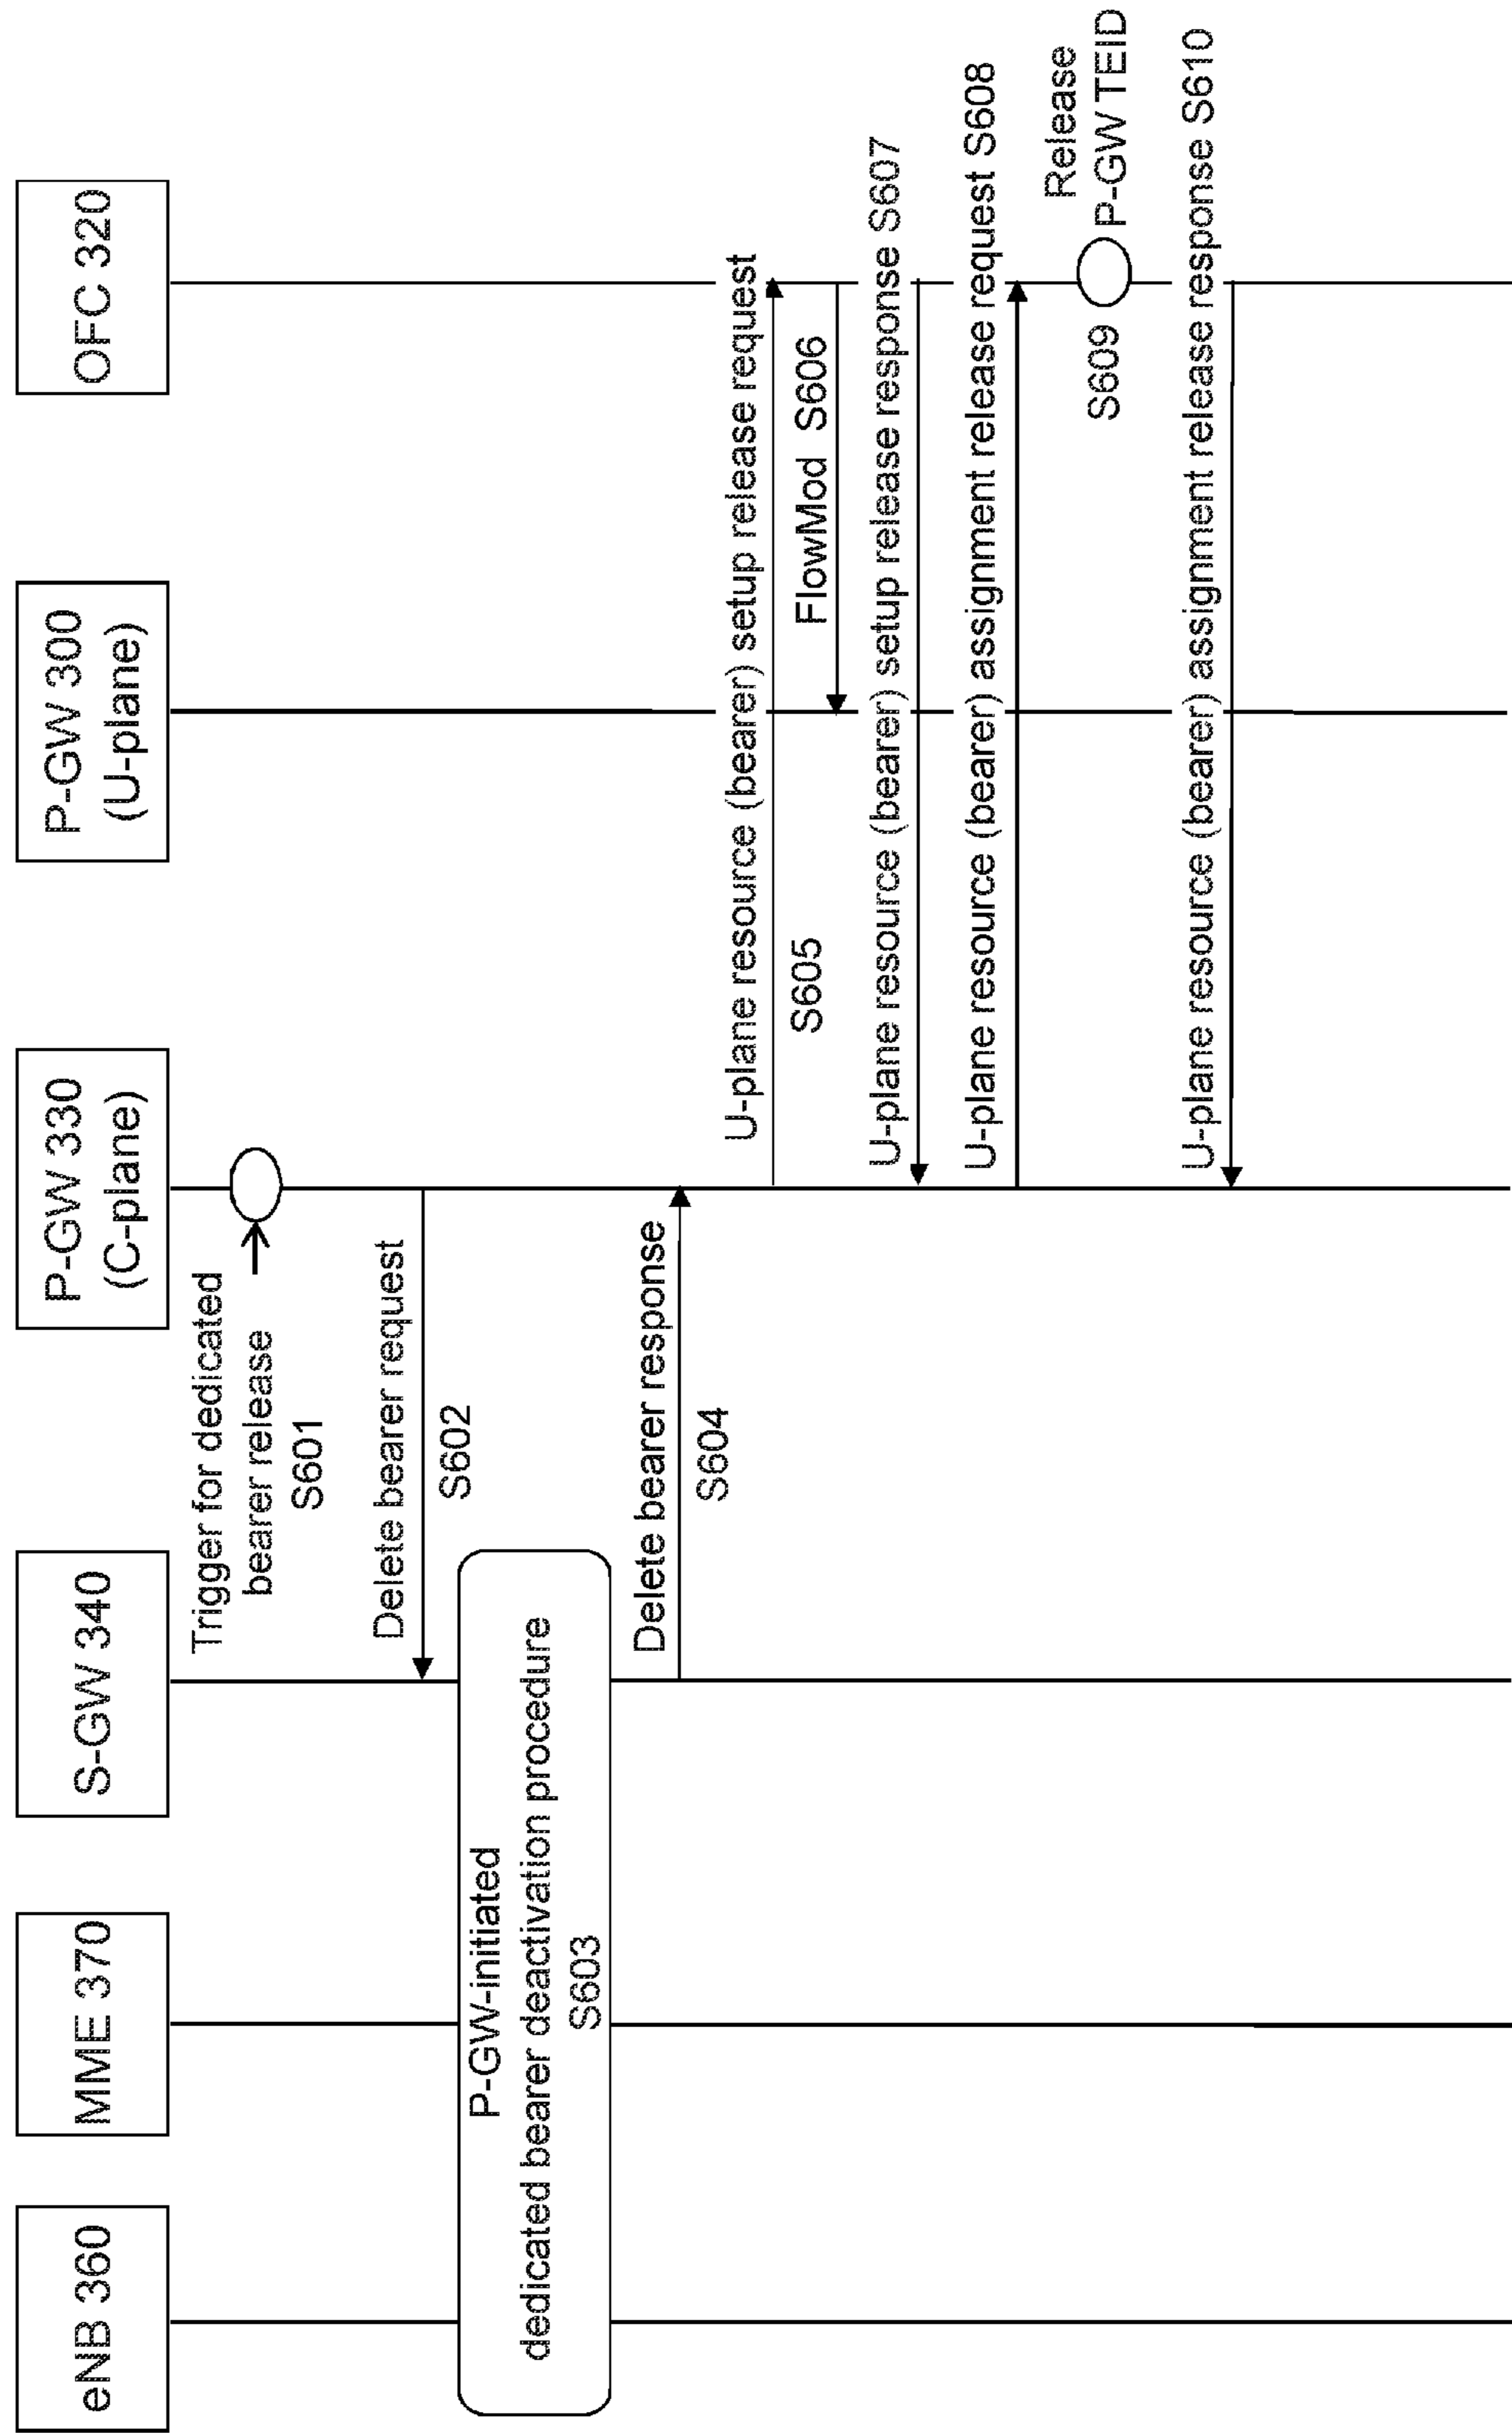 eNB 360
MME 370
S-GW 340
P-GW 330
(C-plane)
P-GW 300
(U-plane)
OFC 320
Trigger for dedicated
bearer release
S601
Delete bearer request
S602
P-GW-initiated
dedicated bearer deactivation procedure
S603
Delete bearer response
S604
U-plane resource (bearer) setup release request
S605
FlowMod S606
U-plane resource (bearer) setup release response S607
U-plane resource (bearer) assignment release request S608
Release
P-GW TEID
S609
U-plane resource (bearer) assignment release response S610